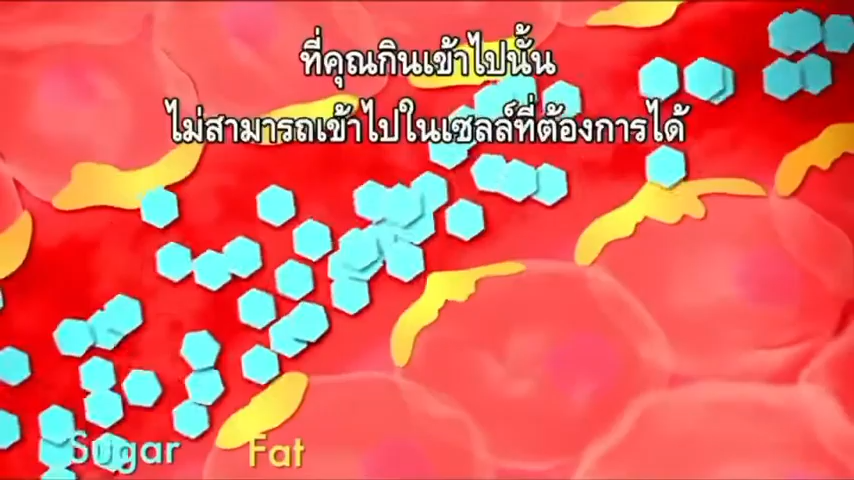 ที่คุณกินเข้าไปนั้น
ไม่สามารถเข้าไปในเซลล์ที่ต้องการได้
Sugar
Fat